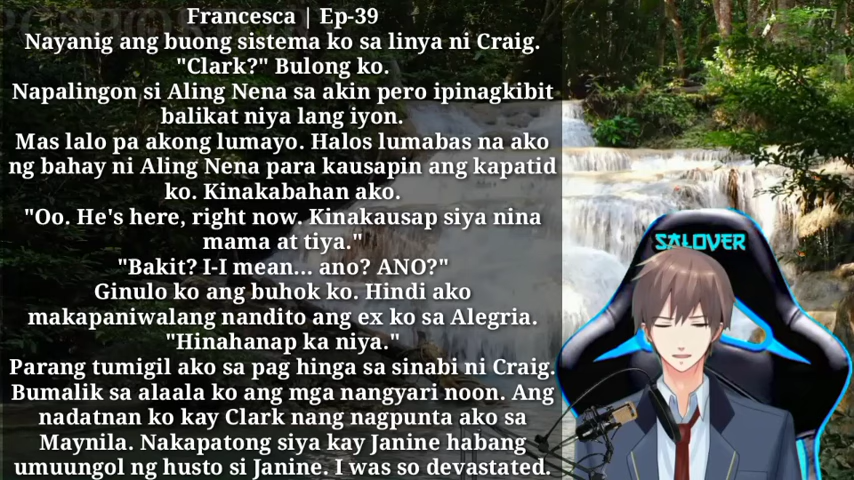 Francesca | Ep-39
Nayanig ang buong sistema ko sa linya ni Craig.
"Clark?" Bulong ko.
Napalingon si Aling Nena sa akin pero ipinagkibit
balikat niya lang iyon.
Mas lalo pa akong lumayo. Halos lumabas na ako
ng bahay ni Aling Nena para kausapin ang kapatid
ko. Kinakabahan ako.
"Oo. He's here, right now. Kinakausap siya nina
mama at tiya."
"Bakit? I-I mean... ano? ANO?"
Ginulo ko ang buhok ko. Hindi ako
makapaniwalang nandito ang ex ko sa Alegria.
"Hinahanap ka niya."
Parang tumigil ako sa pag hinga sa sinabi ni Craig.
Bumalik sa alaala ko ang mga nangyari noon. Ang
nadatnan ko kay Clark nang nagpunta ako sa
Maynila. Nakapatong siya kay Janine habang
umuungol ng husto si Janine. I was so devastated.
SALOVER